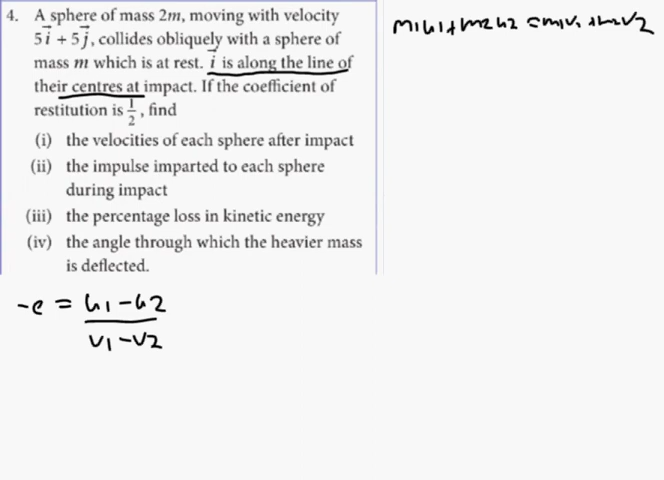 4. A sphere of mass 2m, moving with velocity
5i⃗ + 5j⃗, collides obliquely with a sphere of
mass m which is at rest. i⃗ is along the line of
their centres at impact. If the coefficient of
restitution is 1/2, find
(i) the velocities of each sphere after impact
(ii) the impulse imparted to each sphere
during impact
(iii) the percentage loss in kinetic energy
(iv) the angle through which the heavier mass
is deflected.
m1u1+m2u2 = m1v1 +m2v2
-e = u1-u2
v1-v2